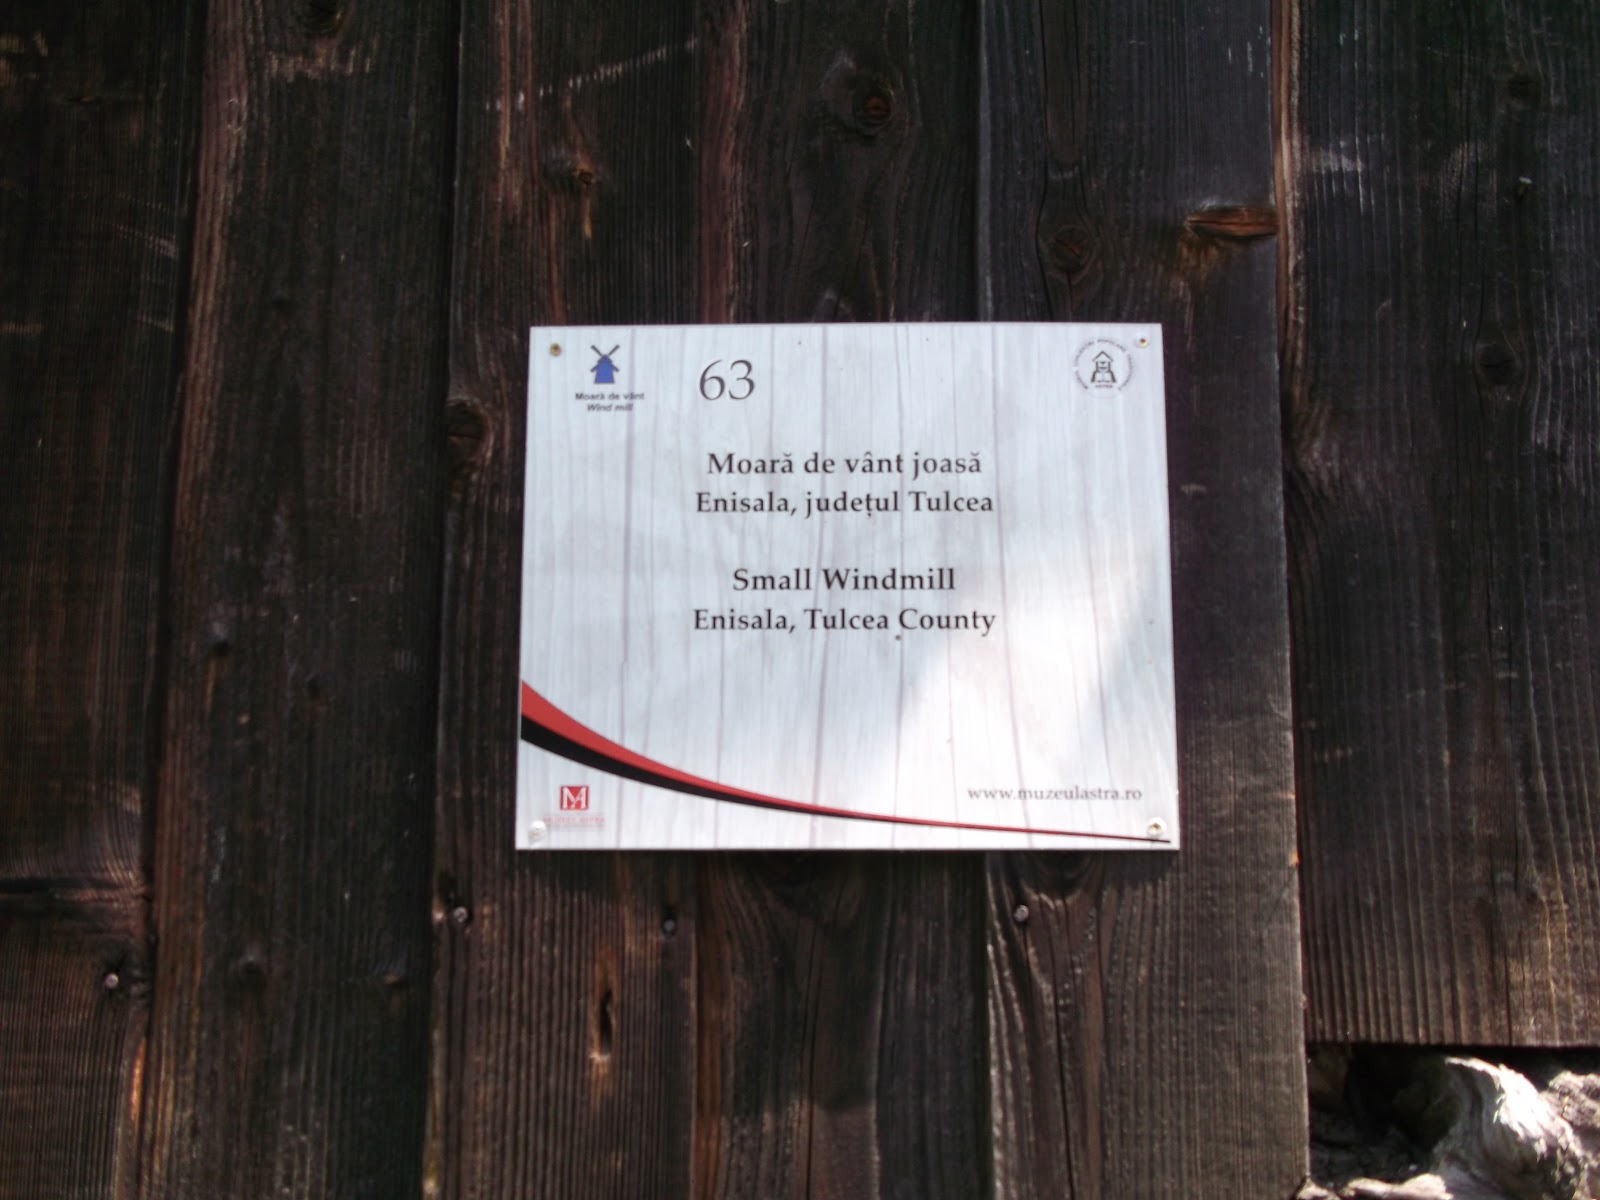 Moară de vânt
Wind mill
63
Moară de vânt joasă
Enisala, județul Tulcea
Small Windmill
Enisala, Tulcea County
www.muzeulastra.ro